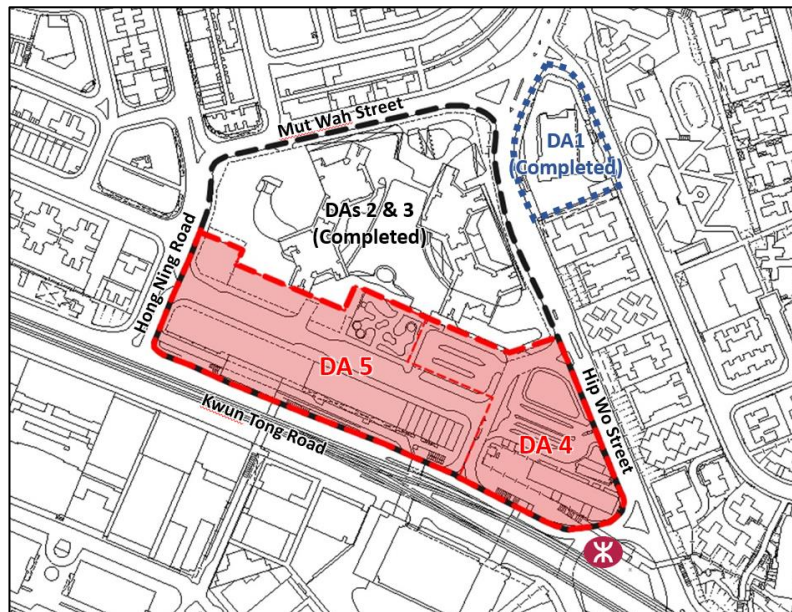 Mut Wah Street
DA1
(Completed)
DAs 2 & 3
(Completed)
Hong Ning Road
DA 5
Kwun Tong Road
DA 4
Hip Wo Street